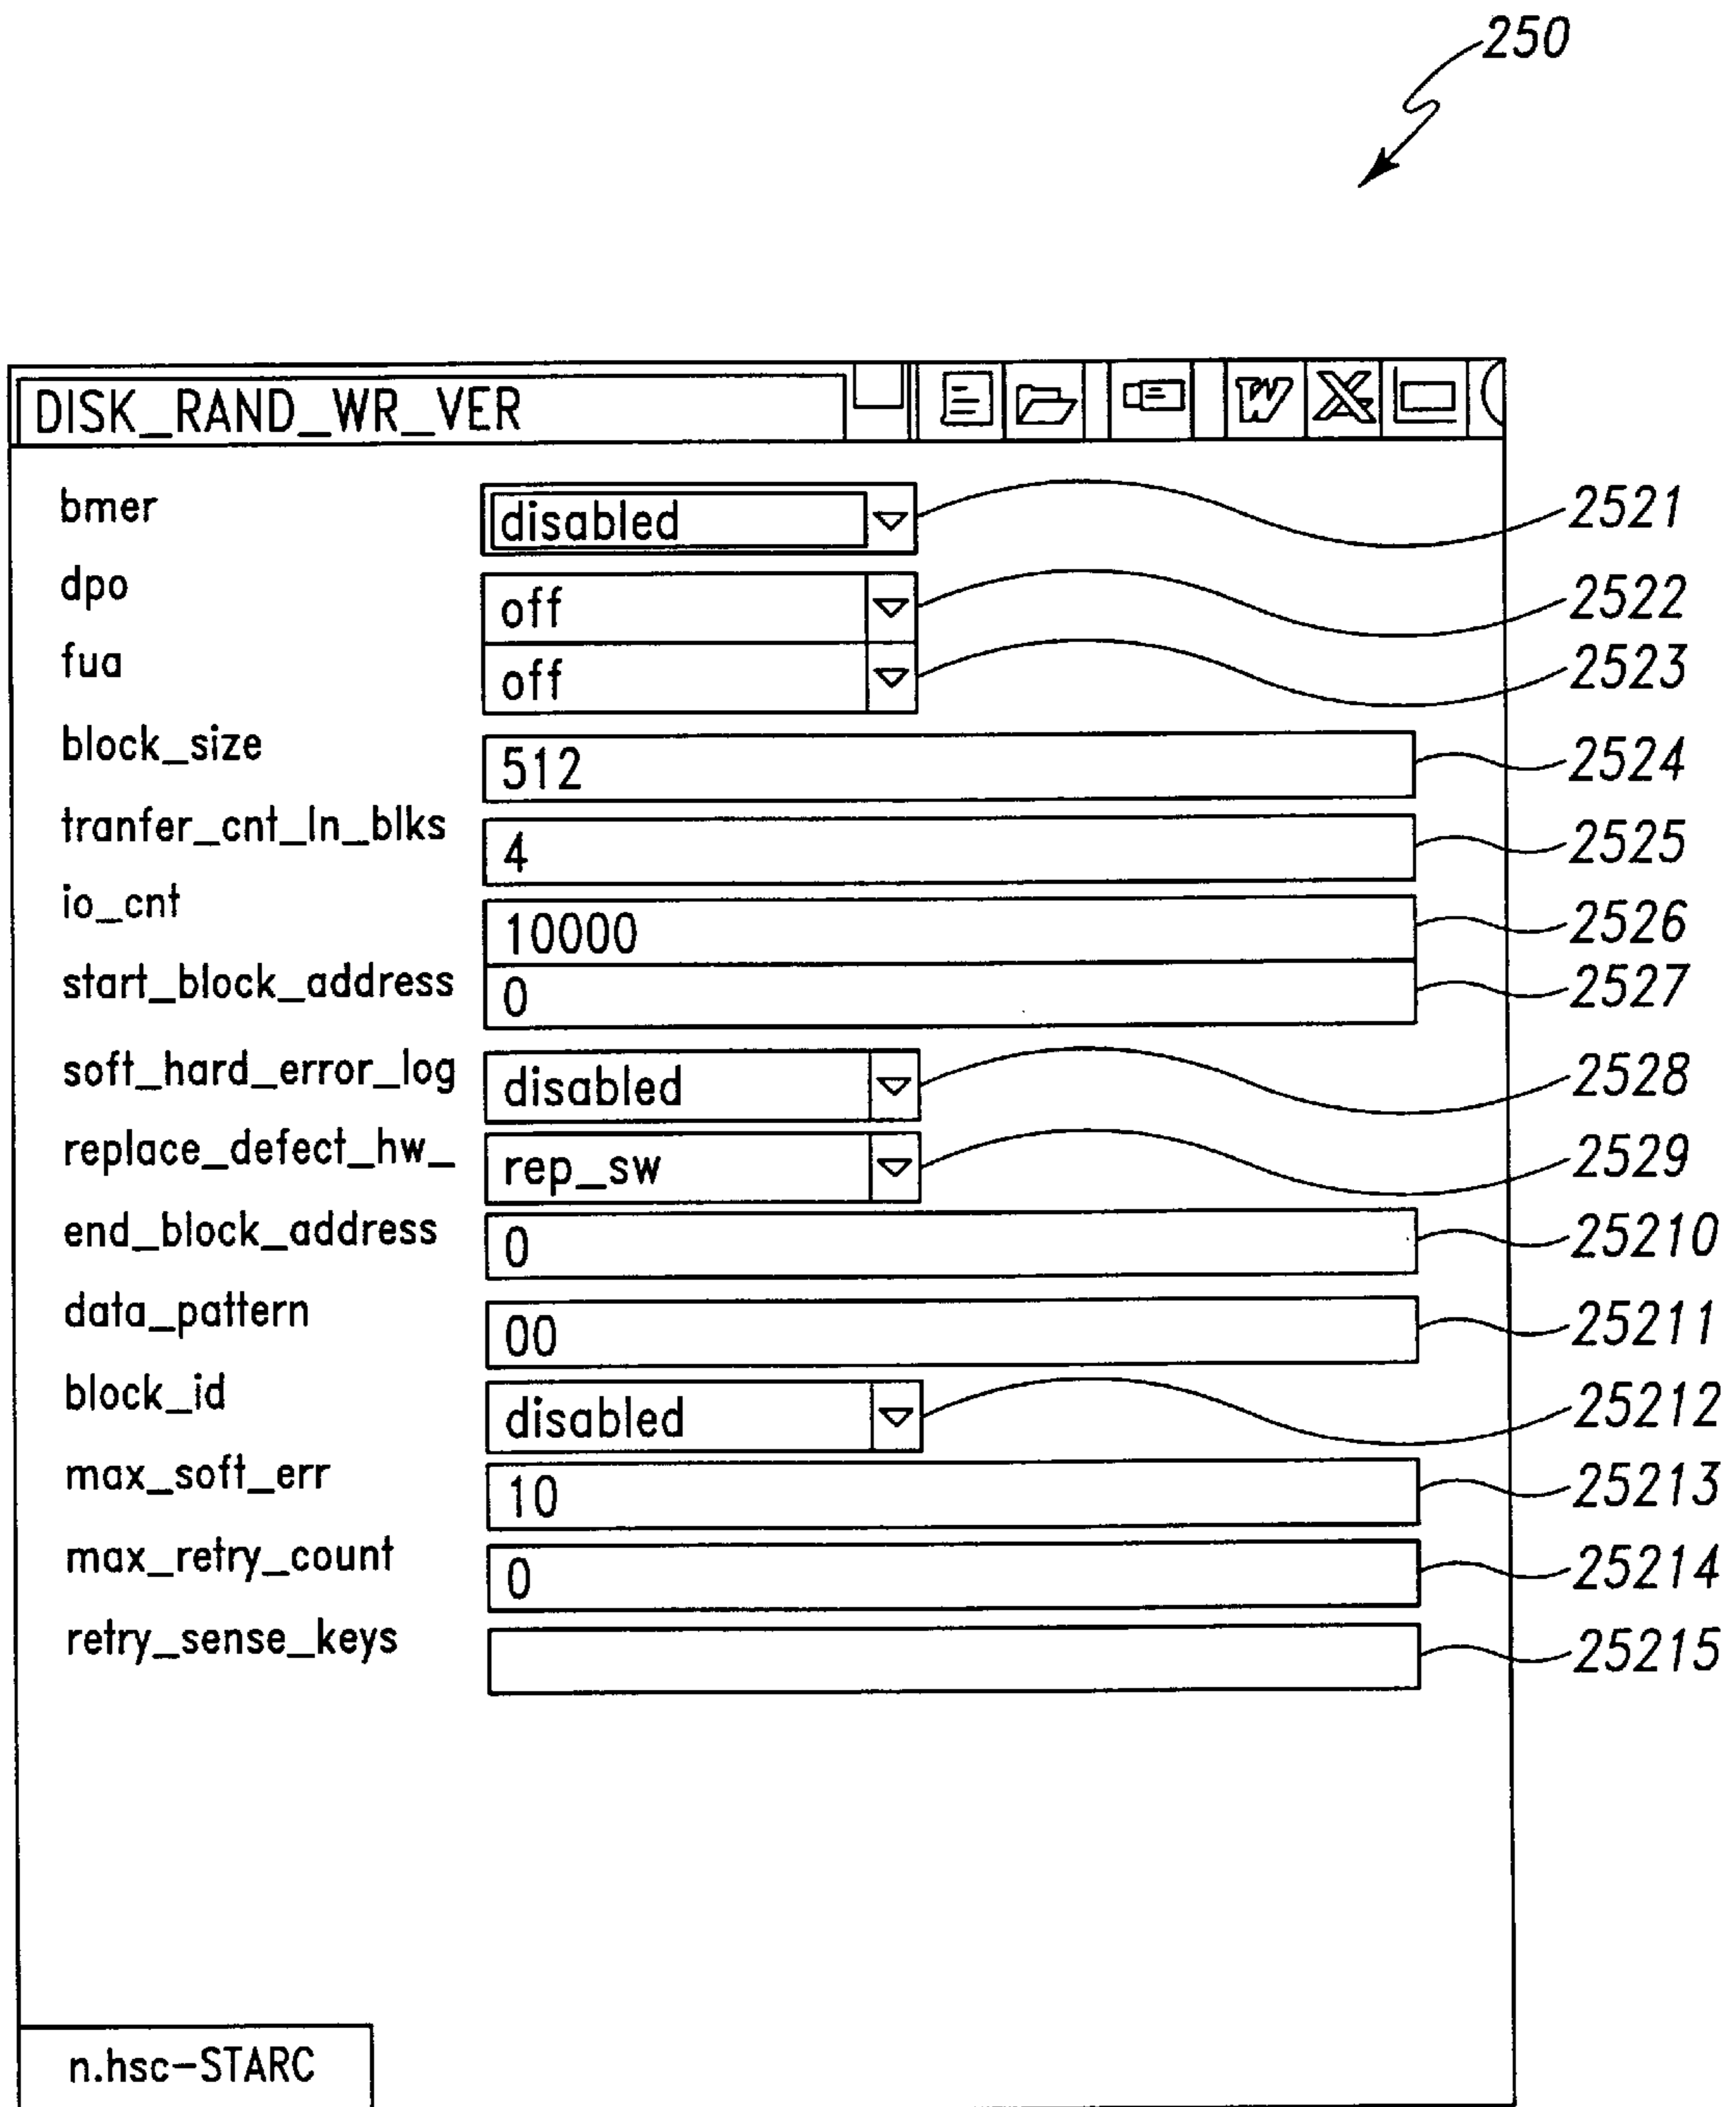 250
DISK_RAND_WR_VER W X
bmer disabled 2521
dpo off 2522
fua off 2523
block_size 512 2524
tranfer_cnt_ln_blks 4 2525
io_cnt 10000 2526
start_block_address 0 2527
soft_hard_error_log disabled 2528
replace_defect_hw_ rep_sw 2529
end_block_address 0 25210
data_pattern 00 25211
block_id disabled 25212
max_soft_err 10 25213
max_retry_count 0 25214
retry_sense_keys 25215
n.hsc-STARC